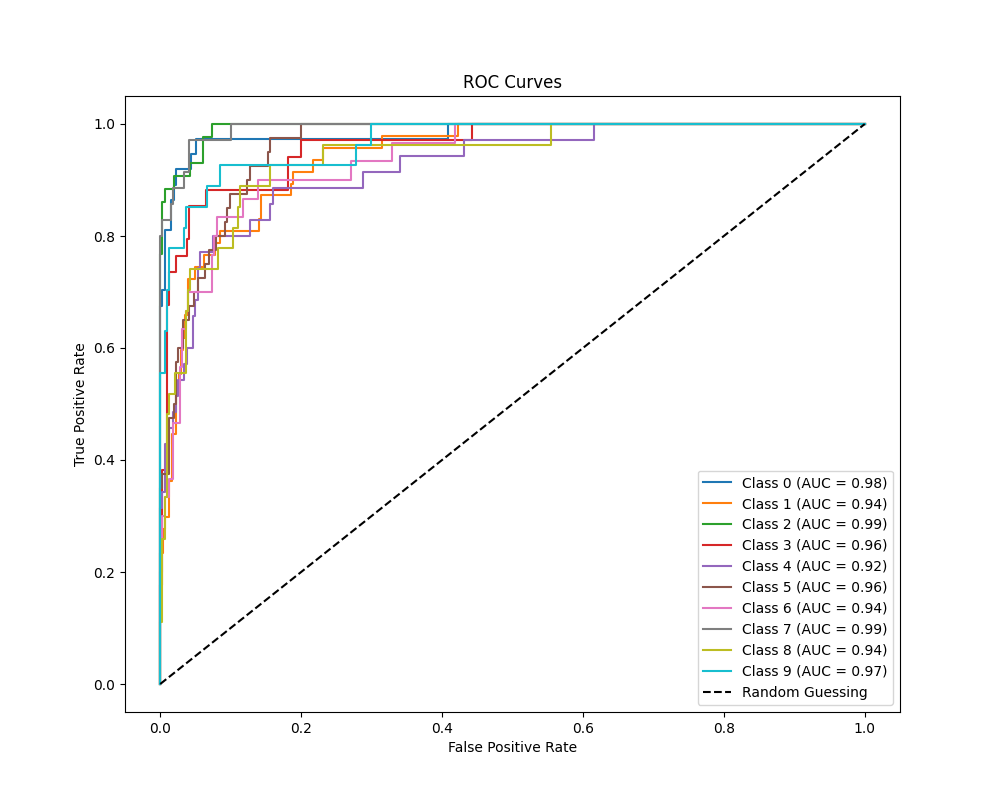 ROC Curves
True Positive Rate
1.0
0.8
0.6
0.4
0.2
0.0
Class 0 (AUC = 0.98)
Class 1 (AUC = 0.94)
Class 2 (AUC = 0.99)
Class 3 (AUC = 0.96)
Class 4 (AUC = 0.92)
Class 5 (AUC = 0.96)
Class 6 (AUC = 0.94)
Class 7 (AUC = 0.99)
Class 8 (AUC = 0.94)
Class 9 (AUC = 0.97)
Random Guessing
0.0 0.2 0.4 0.6 0.8 1.0
False Positive Rate